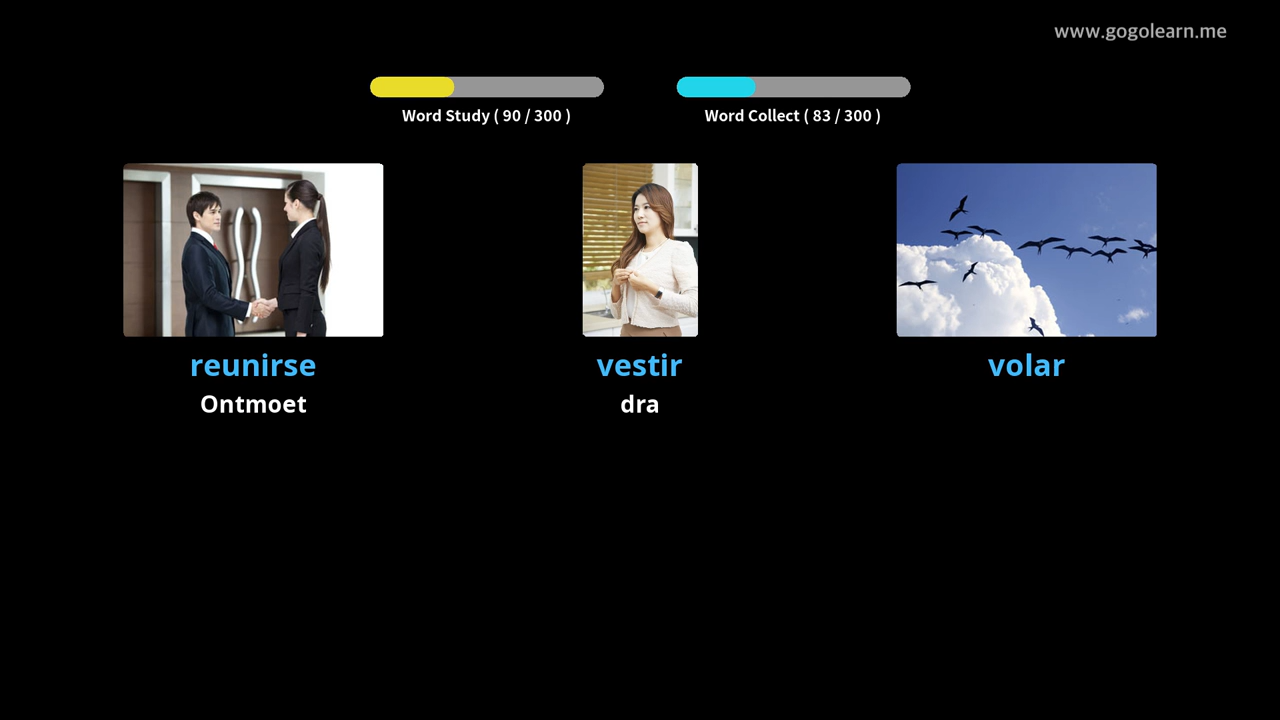 www.gogolearn.me
Word Study ( 90 / 300 )
Word Collect ( 83 / 300 )
reunirse
Ontmoet
vestir
dra
volar